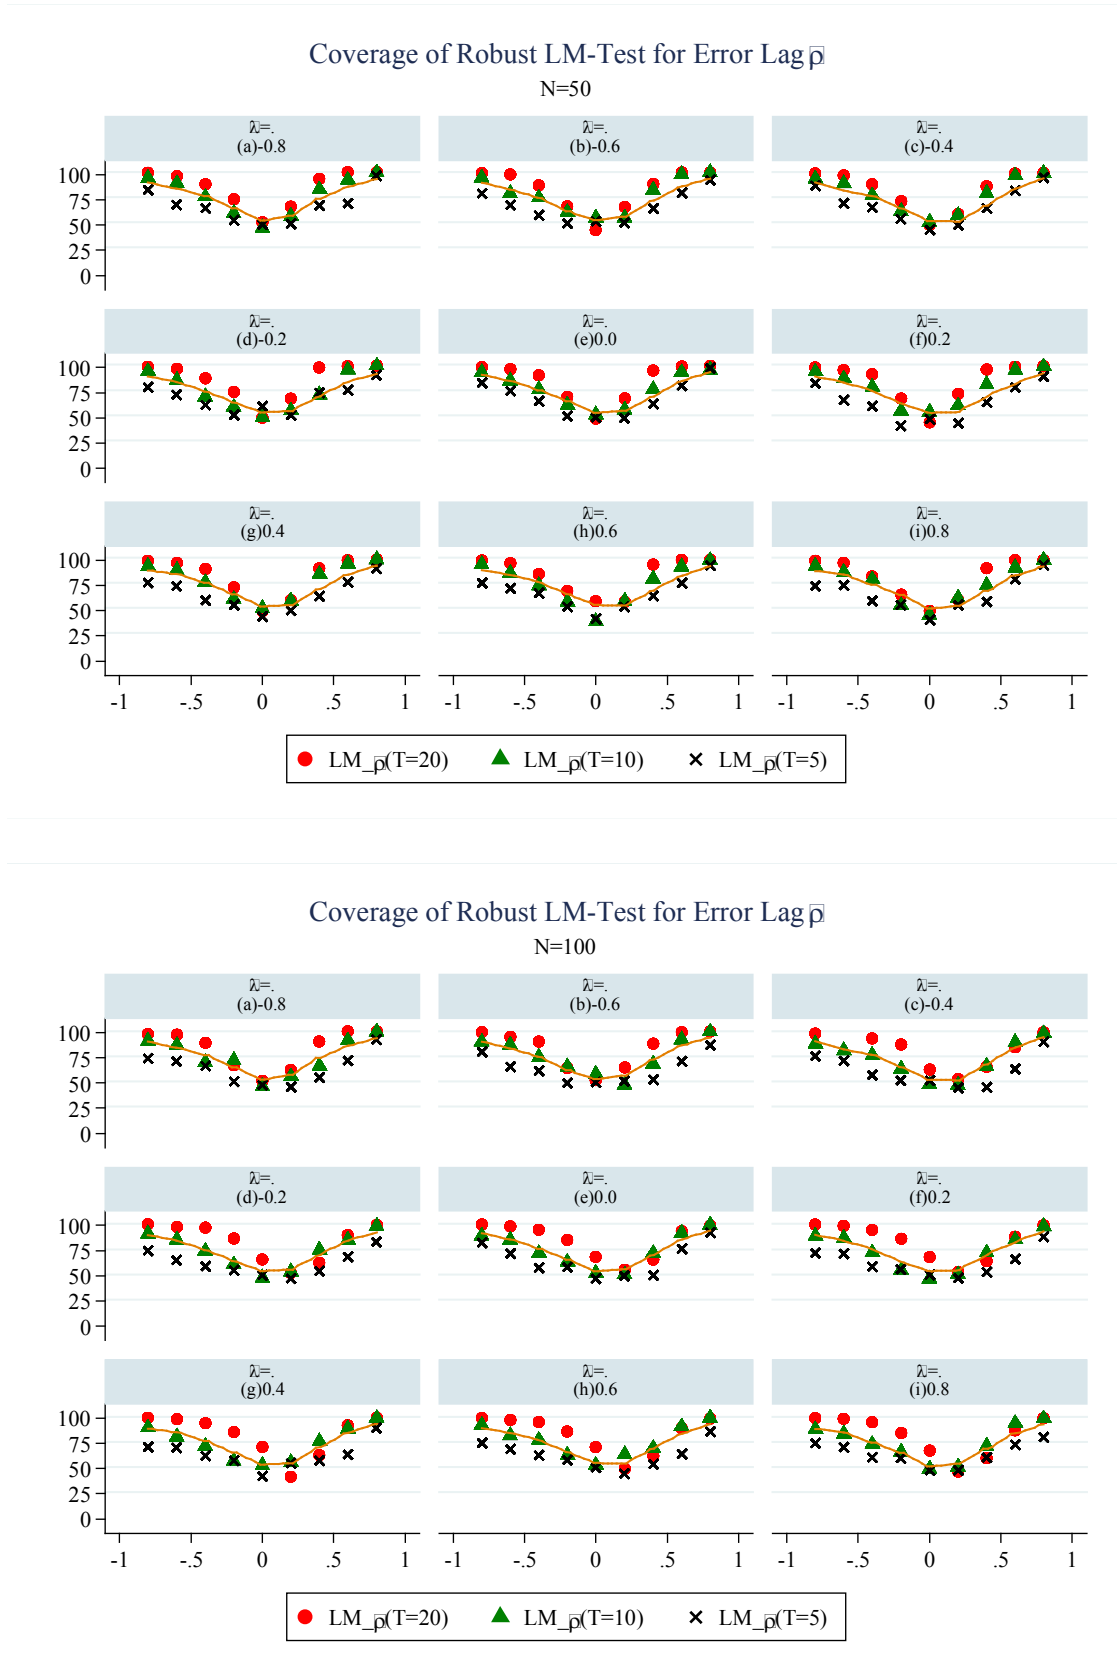 Coverage of Robust LM-Test for Error Lag ρ
N=50
λ=.
(a)-0.8
λ=.
(b)-0.6
λ=.
(c)-0.4
100
75
50
25
0
λ=.
(d)-0.2
λ=.
(e)0.0
λ=.
(f)0.2
100
75
50
25
0
λ=.
(g)0.4
λ=.
(h)0.6
λ=.
(i)0.8
100
75
50
25
0
-1 -.5 0 .5 1 -1 -.5 0 .5 1 -1 -.5 0 .5 1
LM_ρ(T=20) LM_ρ(T=10) LM_ρ(T=5)
Coverage of Robust LM-Test for Error Lag ρ
N=100
λ=.
(a)-0.8
λ=.
(b)-0.6
λ=.
(c)-0.4
100
75
50
25
0
λ=.
(d)-0.2
λ=.
(e)0.0
λ=.
(f)0.2
100
75
50
25
0
λ=.
(g)0.4
λ=.
(h)0.6
λ=.
(i)0.8
100
75
50
25
0
-1 -.5 0 .5 1 -1 -.5 0 .5 1 -1 -.5 0 .5 1
LM_ρ(T=20) LM_ρ(T=10) LM_ρ(T=5)